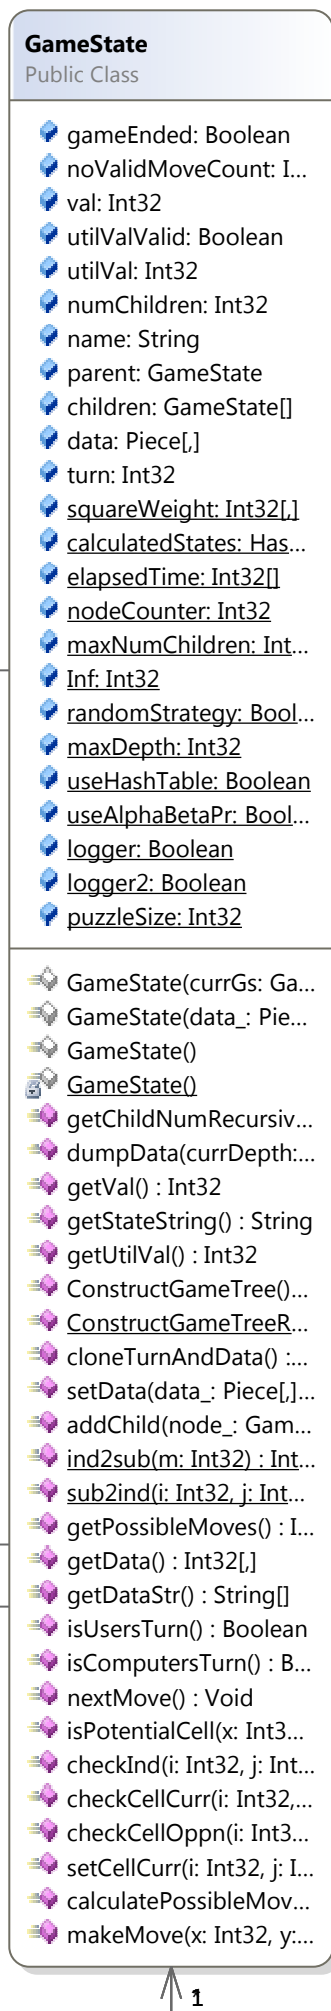 GameState
Public Class
gameEnded: Boolean
noValidMoveCount: I...
val: Int32
utilValValid: Boolean
utilVal: Int32
numChildren: Int32
name: String
parent: GameState
children: GameState[]
data: Piece[,]
turn: Int32
squareWeight: Int32[,]
calculatedStates: Has...
elapsedTime: Int32[]
nodeCounter: Int32
maxNumChildren: Int...
Inf: Int32
randomStrategy: Bool...
maxDepth: Int32
useHashTable: Boolean
useAlphaBetaPr: Bool...
logger: Boolean
logger2: Boolean
puzzleSize: Int32
GameState(currGs: Ga...
GameState(data_: Pie...
GameState()
GameState()
getChildNumRecursiv...
dumpData(currDepth:...
getVal() : Int32
getStateString() : String
getUtilVal() : Int32
ConstructGameTree()...
ConstructGameTreeR...
cloneTurnAndData() :...
setData(data_: Piece[,]...
addChild(node_: Gam...
ind2sub(m: Int32) : Int...
sub2ind(i: Int32, j: Int...
getPossibleMoves() : I...
getData() : Int32[,]
getDataStr() : String[]
isUsersTurn() : Boolean
isComputersTurn() : B...
nextMove() : Void
isPotentialCell(x: Int3...
checkInd(i: Int32, j: Int...
checkCellCurr(i: Int32,...
checkCellOppn(i: Int3...
setCellCurr(i: Int32, j: I...
calculatePossibleMov...
makeMove(x: Int32, y:...